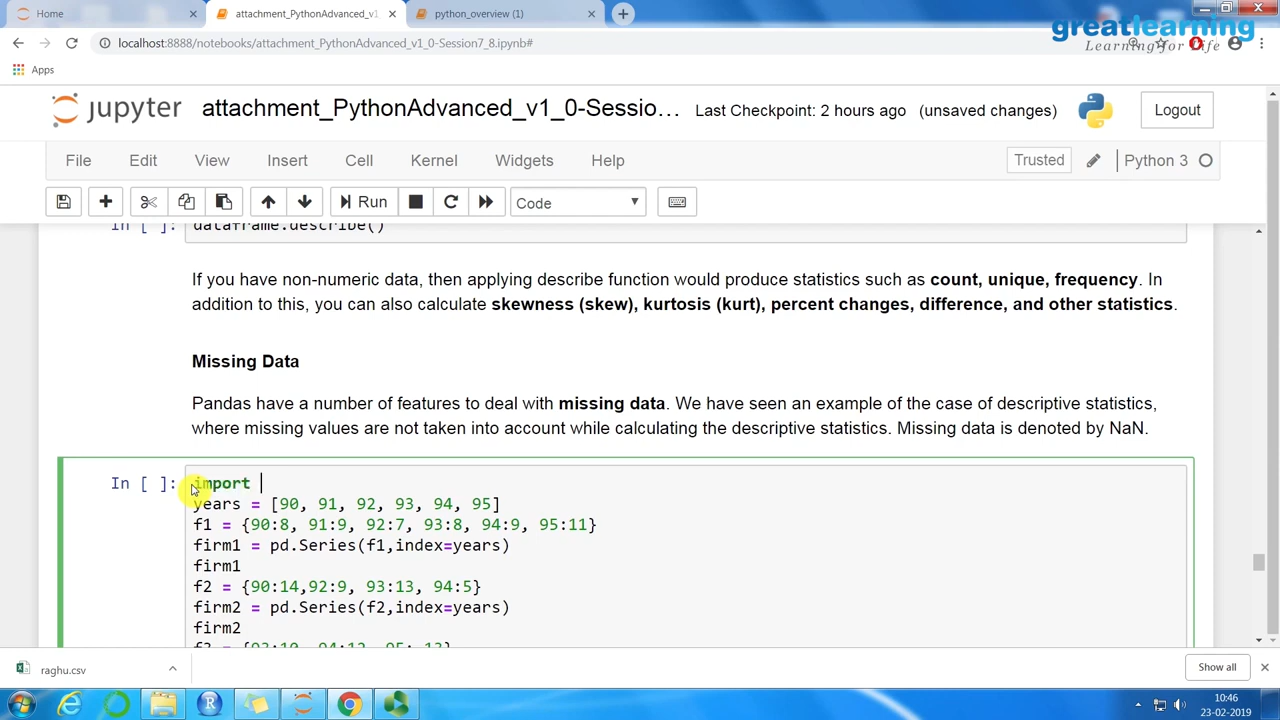 Home
attachment_PythonAdvanced_v1_
python_overview (1)
greatlearning
Learning for Life
localhost:8888/notebooks/attachment_PythonAdvanced_v1_0-Session7_8.ipynb#
Apps
jupyter attachment_PythonAdvanced_v1_0-Sessio... Last Checkpoint: 2 hours ago (unsaved changes) Logout
File Edit View Insert Cell Kernel Widgets Help Trusted Python 3
Run Code
In [ ]: dataframe.describe()
If you have non-numeric data, then applying describe function would produce statistics such as count, unique, frequency. In
addition to this, you can also calculate skewness (skew), kurtosis (kurt), percent changes, difference, and other statistics.
Missing Data
Pandas have a number of features to deal with missing data. We have seen an example of the case of descriptive statistics,
where missing values are not taken into account while calculating the descriptive statistics. Missing data is denoted by NaN.
In [ ]: import
years = [90, 91, 92, 93, 94, 95]
f1 = {90:8, 91:9, 92:7, 93:8, 94:9, 95:11}
firm1 = pd.Series(f1,index=years)
firm1
f2 = {90:14,92:9, 93:13, 94:5}
firm2 = pd.Series(f2,index=years)
firm2
f3 = {93:10, 94:12, 95: 13}
raghu.csv
Show all
10:46
23-02-2019